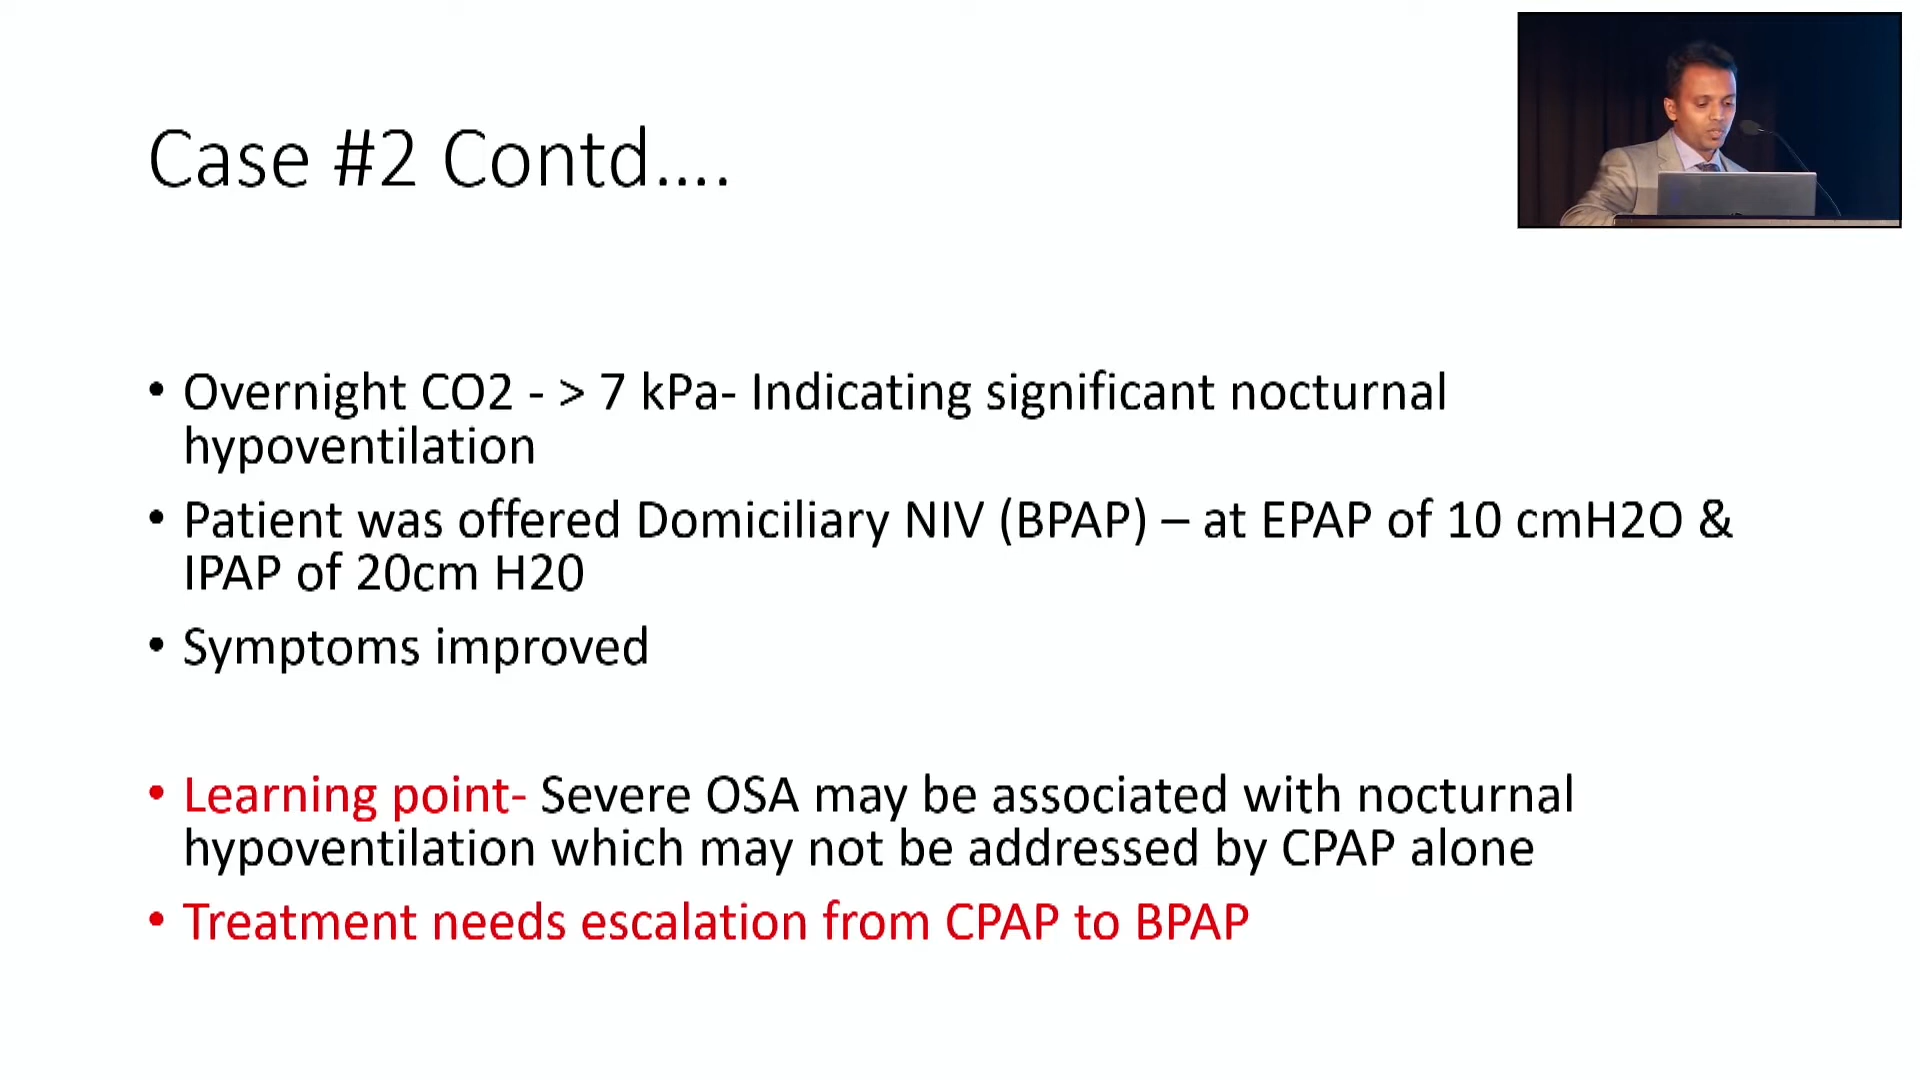 Case #2 Contd....
• Overnight CO2 - > 7 kPa- Indicating significant nocturnal
hypoventilation
• Patient was offered Domiciliary NIV (BPAP) – at EPAP of 10 cmH2O &
IPAP of 20cm H20
• Symptoms improved
• Learning point- Severe OSA may be associated with nocturnal
hypoventilation which may not be addressed by CPAP alone
• Treatment needs escalation from CPAP to BPAP